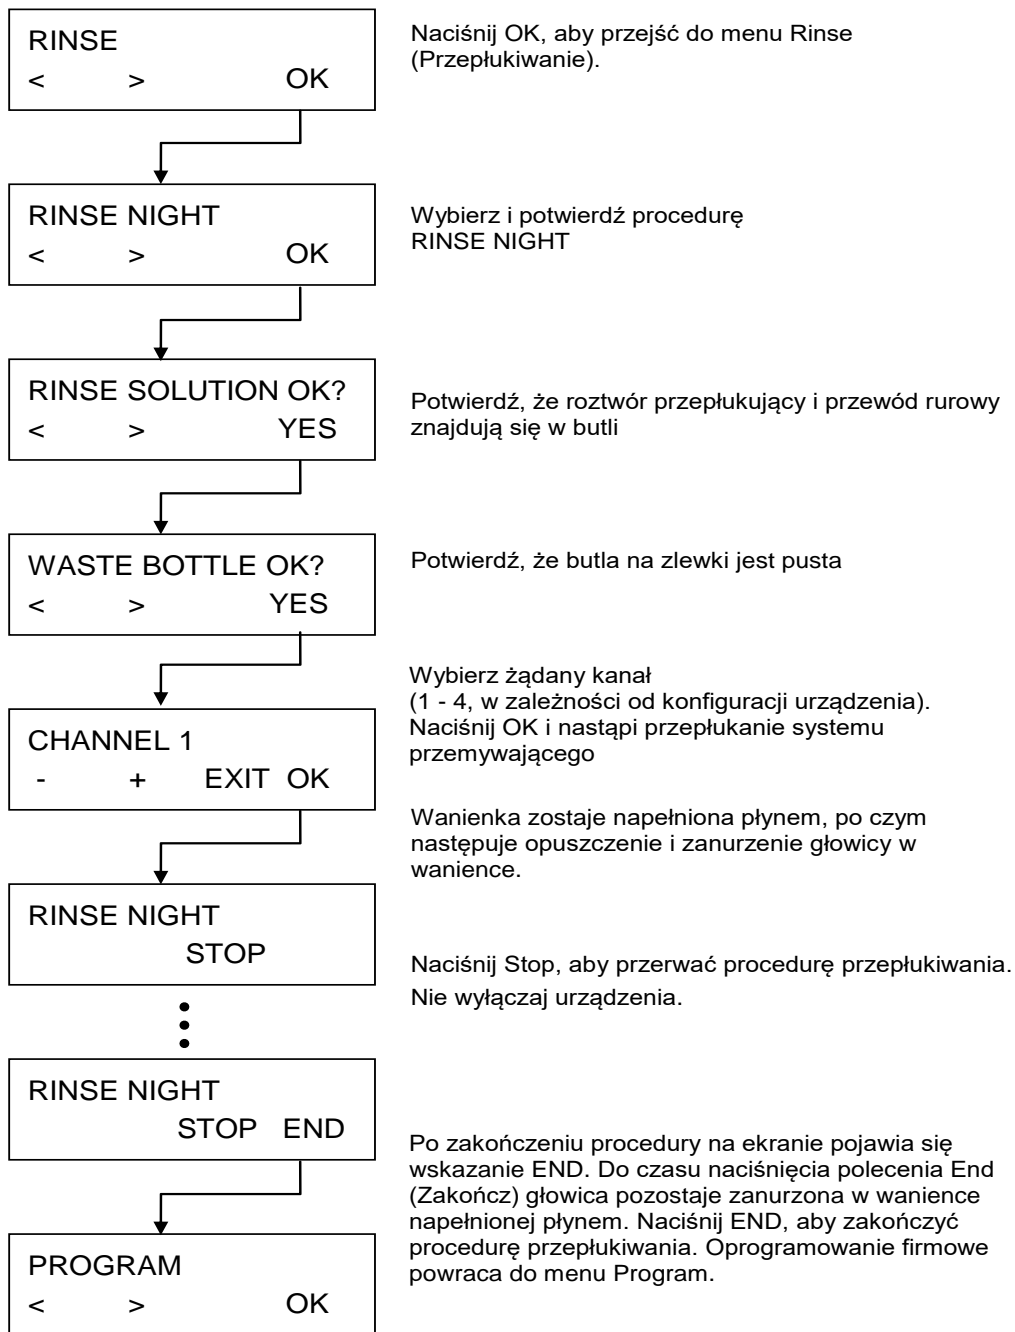 RINSE
< > OK
Naciśnij OK, aby przejść do menu Rinse
(Przepłukiwanie).
RINSE NIGHT
< > OK
Wybierz i potwierdź procedurę
RINSE NIGHT
RINSE SOLUTION OK?
< > YES
Potwierdź, że roztwór przepłukujący i przewód rurowy
znajdują się w butli
WASTE BOTTLE OK?
< > YES
Potwierdź, że butla na zlewki jest pusta
Wybierz żądany kanał
(1 - 4, w zależności od konfiguracji urządzenia).
Naciśnij OK i nastąpi przepłukanie systemu
przemywającego
CHANNEL 1
- + EXIT OK
Wanienka zostaje napełniona płynem, po czym
następuje opuszczenie i zanurzenie głowicy w
wanience.
RINSE NIGHT
STOP
Naciśnij Stop, aby przerwać procedurę przepłukiwania.
Nie wyłączaj urządzenia.
RINSE NIGHT
STOP END
Po zakończeniu procedury na ekranie pojawia się
wskazanie END. Do czasu naciśnięcia polecenia End
(Zakończ) głowica pozostaje zanurzona w wanience
napełnionej płynem. Naciśnij END, aby zakończyć
procedurę przepłukiwania. Oprogramowanie firmowe
powraca do menu Program.
PROGRAM
< > OK